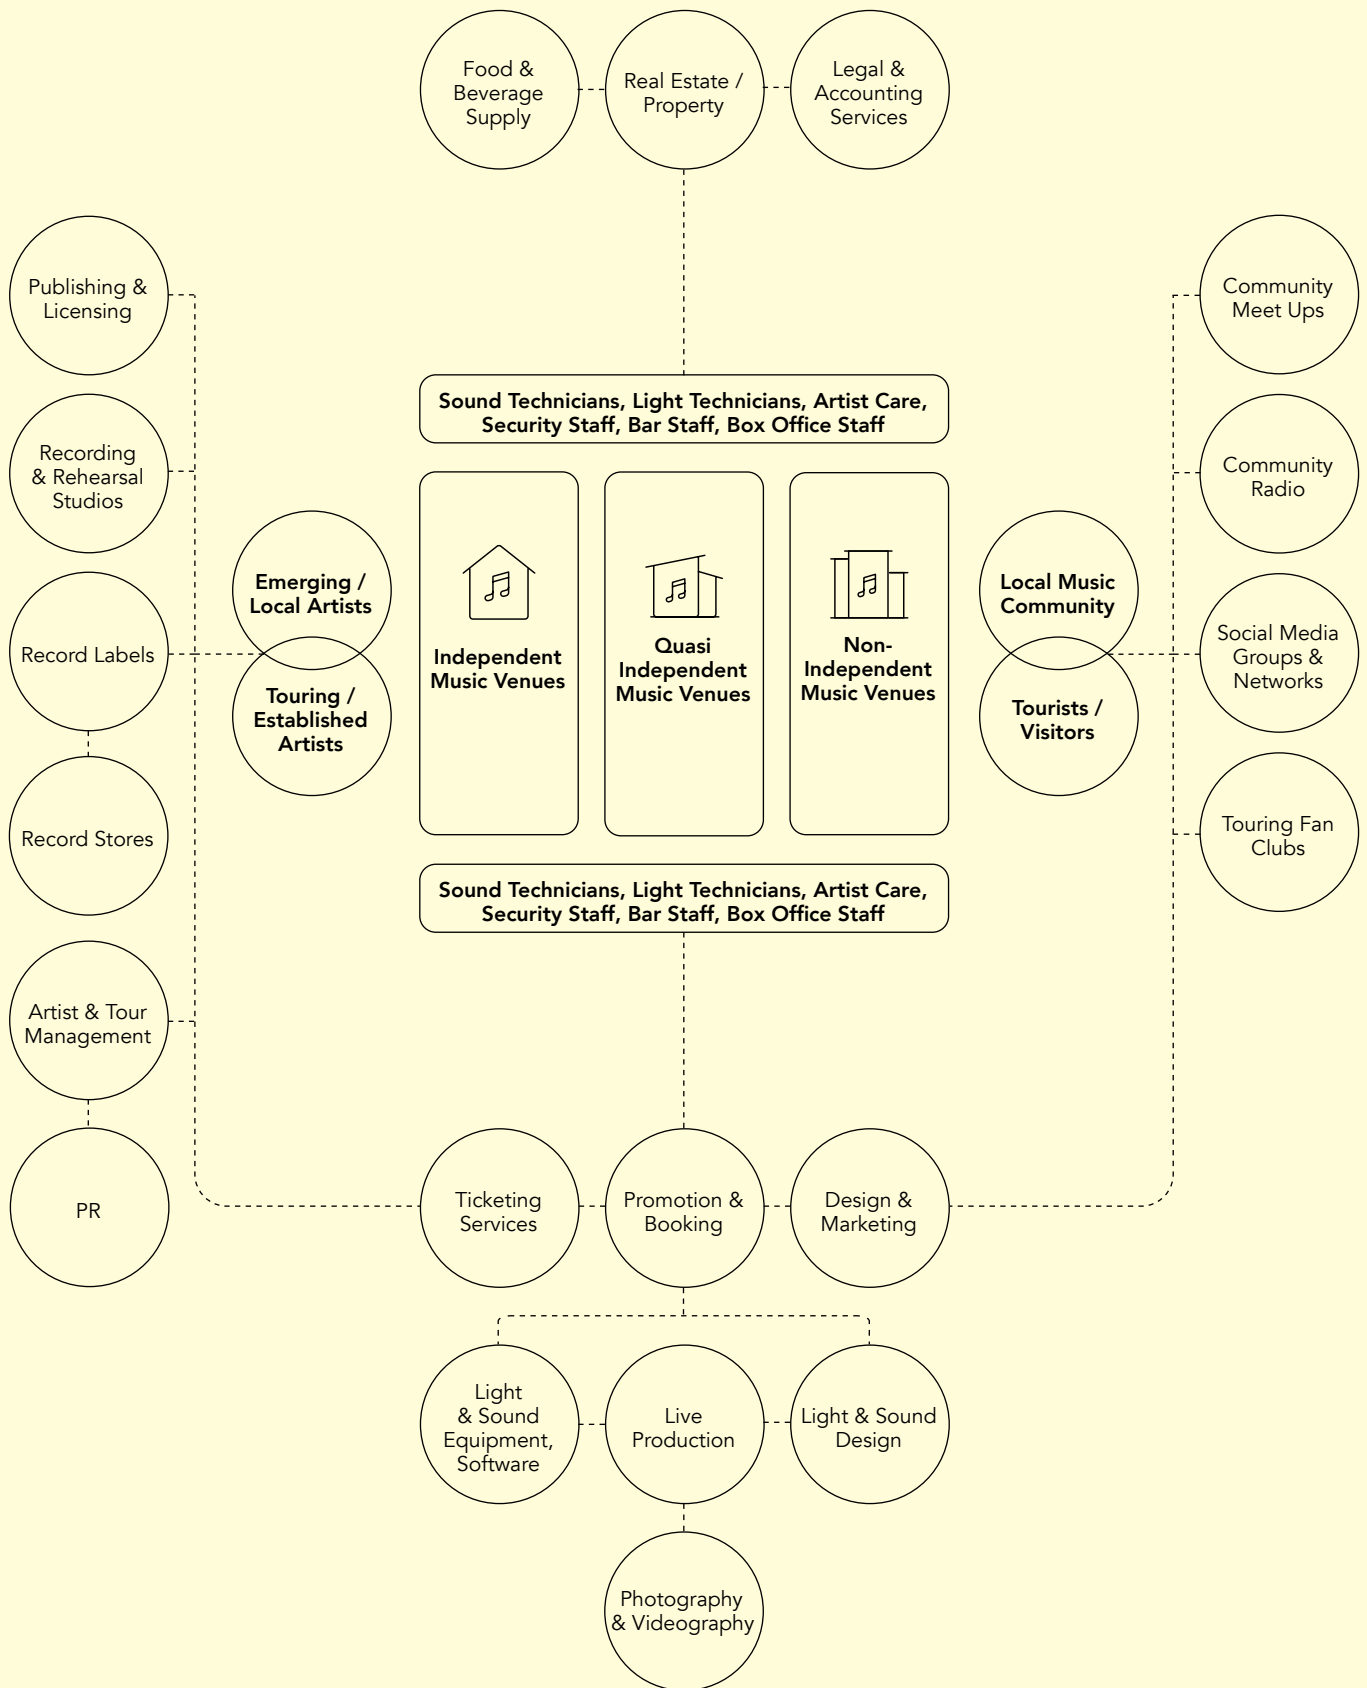 Food &
Beverage
Supply
Real Estate /
Property
Legal &
Accounting
Services
Publishing &
Licensing
Recording
& Rehearsal
Studios
Record Labels
Record Stores
Artist & Tour
Management
PR
Emerging /
Local Artists
Touring /
Established
Artists
Sound Technicians, Light Technicians, Artist Care,
Security Staff, Bar Staff, Box Office Staff
Independent
Music Venues
Quasi
Independent
Music Venues
Non-
Independent
Music Venues
Sound Technicians, Light Technicians, Artist Care,
Security Staff, Bar Staff, Box Office Staff
Local Music
Community
Tourists /
Visitors
Community
Meet Ups
Community
Radio
Social Media
Groups &
Networks
Touring Fan
Clubs
Ticketing
Services
Promotion &
Booking
Design &
Marketing
Light
& Sound
Equipment,
Software
Live
Production
Light & Sound
Design
Photography
& Videography